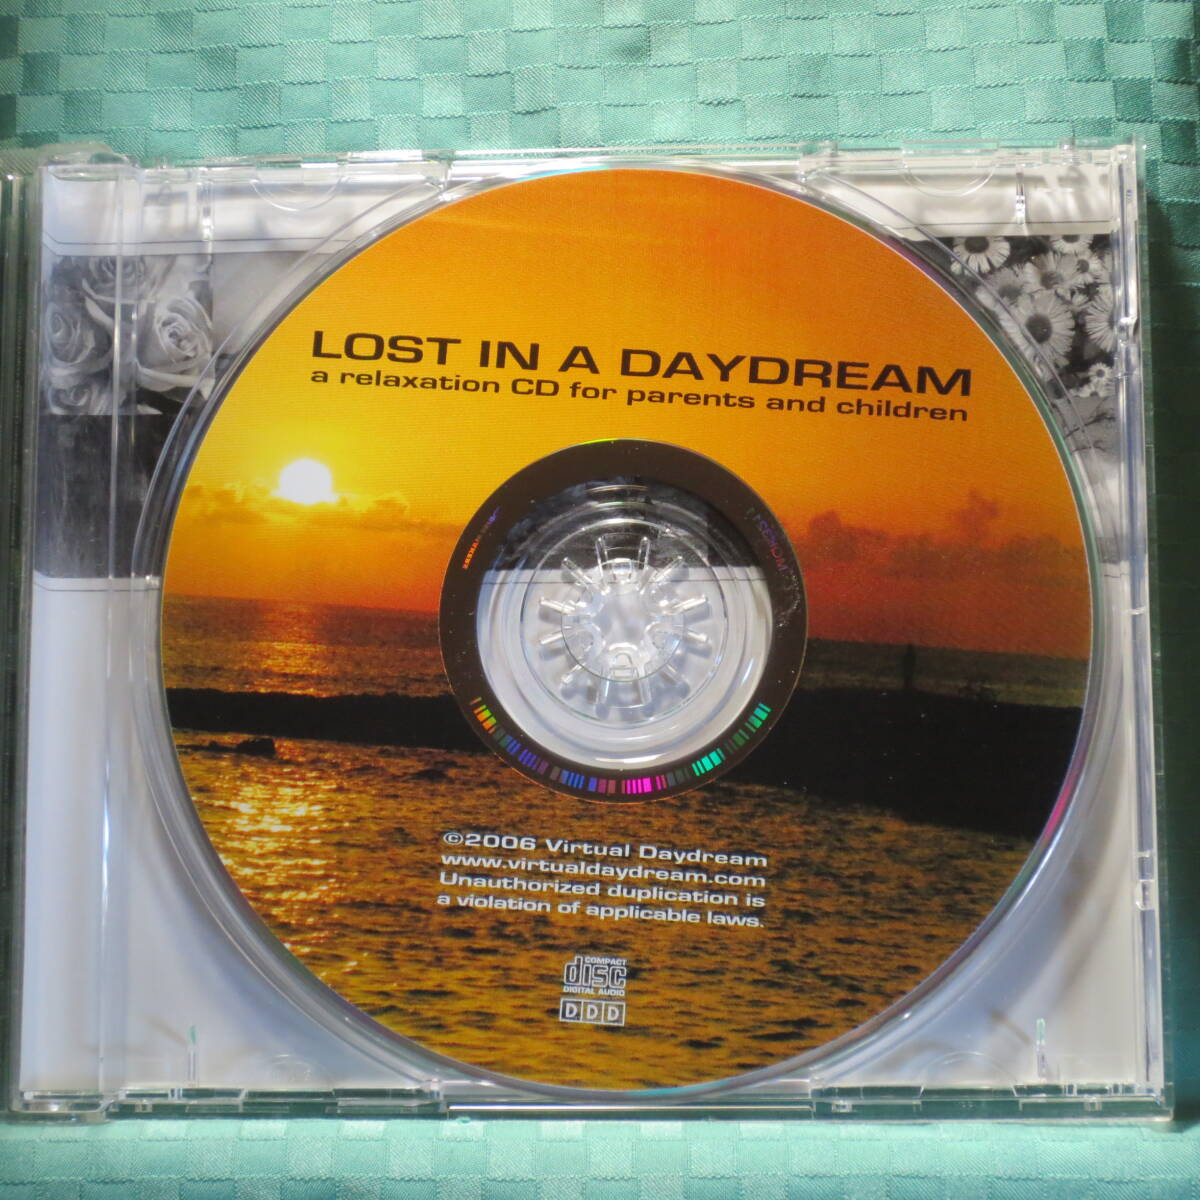 LOST IN A DAYDREAM
a relaxation CD for parents and children
©2006 Virtual Daydream
www.virtualdaydream.com
Unauthorized duplication is
a violation of applicable laws.
COMPACT
disc
DIGITAL AUDIO
DDD